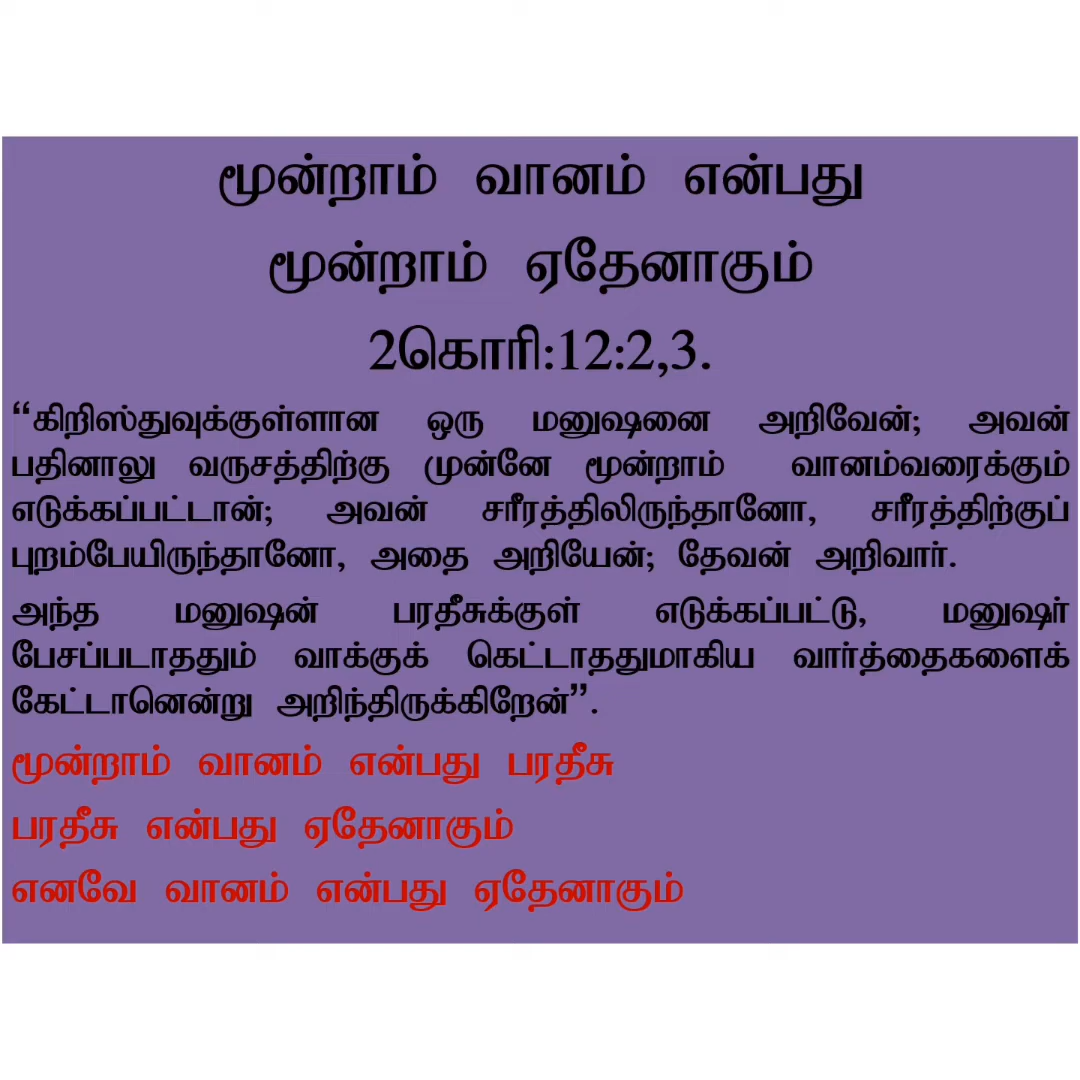 மூன்றாம் வானம் என்பது
மூன்றாம் ஏதேனாகும்
2கொரி:12:2,3.
“கிறிஸ்துவுக்குள்ளான ஒரு மனுஷனை அறிவேன்; அவன்
பதினாலு வருசத்திற்கு முன்னே மூன்றாம் வானம்வரைக்கும்
எடுக்கப்பட்டான்; அவன் சரீரத்திலிருந்தானோ, சரீரத்திற்குப்
புறம்பேயிருந்தானோ, அதை அறியேன்; தேவன் அறிவார்.
அந்த மனுஷன் பரதீசுக்குள் எடுக்கப்பட்டு, மனுஷர்
பேசப்படாததும் வாக்குக் கெட்டாததுமாகிய வார்த்தைகளைக்
கேட்டானென்று அறிந்திருக்கிறேன்”.
மூன்றாம் வானம் என்பது பரதீசு
பரதீசு என்பது ஏதேனாகும்
எனவே வானம் என்பது ஏதேனாகும்